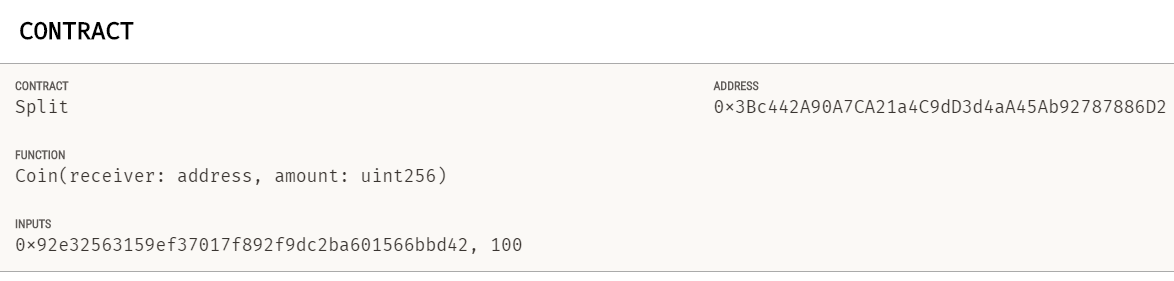 CONTRACT
CONTRACT
Split
ADDRESS
0×3Bc442A90A7CA21a4C9dD3d4aA45Ab92787886D2
FUNCTION
Coin(receiver: address, amount: uint256)
INPUTS
0×92e32563159ef37017f892f9dc2ba601566bbd42, 100